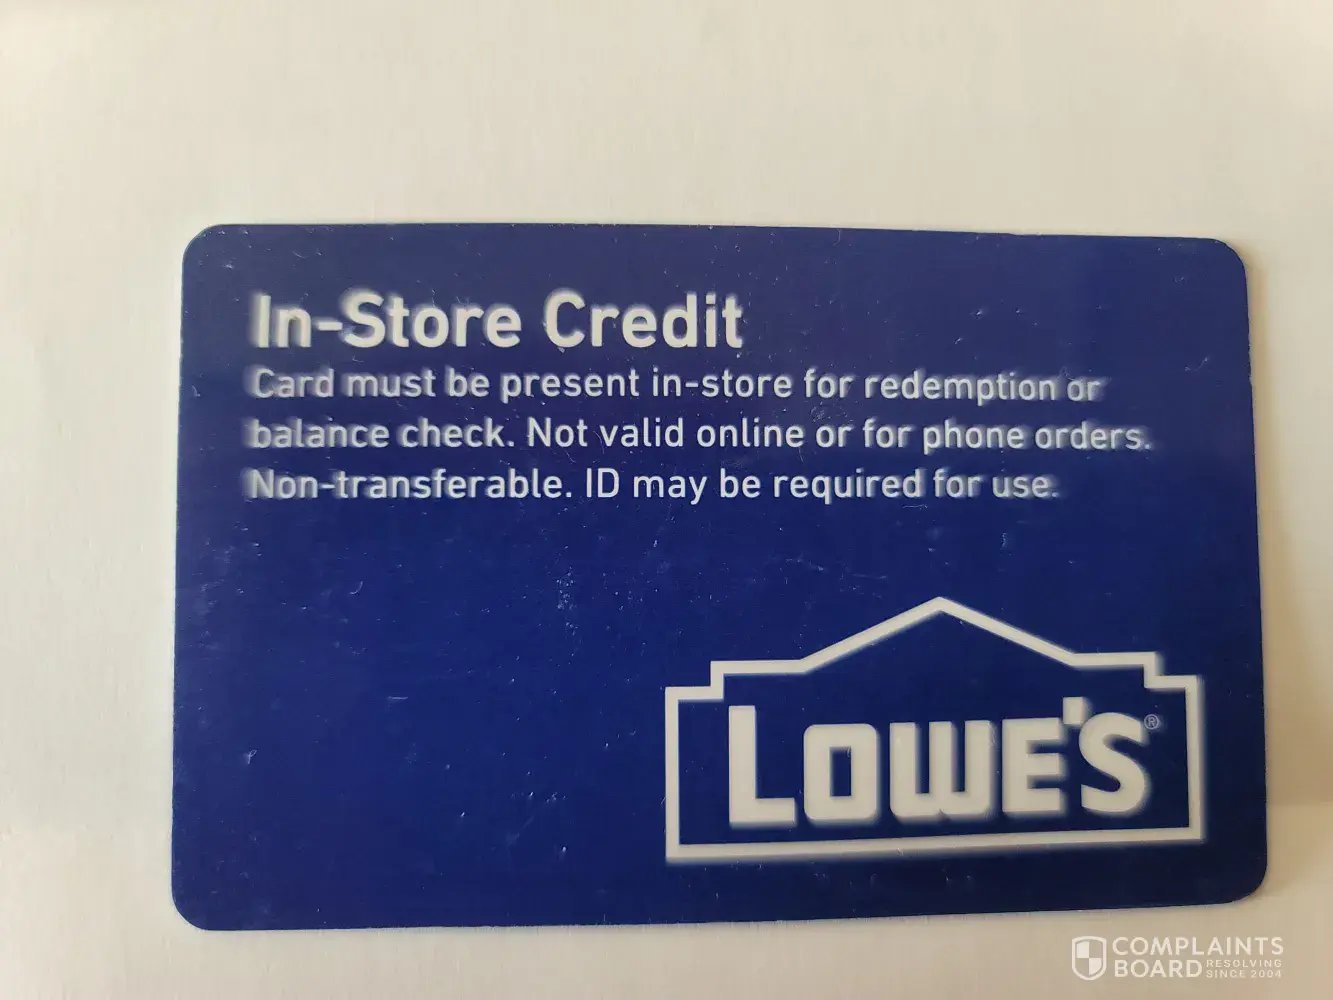 In-Store Credit
Card must be present in-store for redemption or
balance check. Not valid online or for phone orders.
Non-transferable. ID may be required for use.
LOWE'S®
COMPLAINTS
BOARD RESOLVING
SINCE 2004